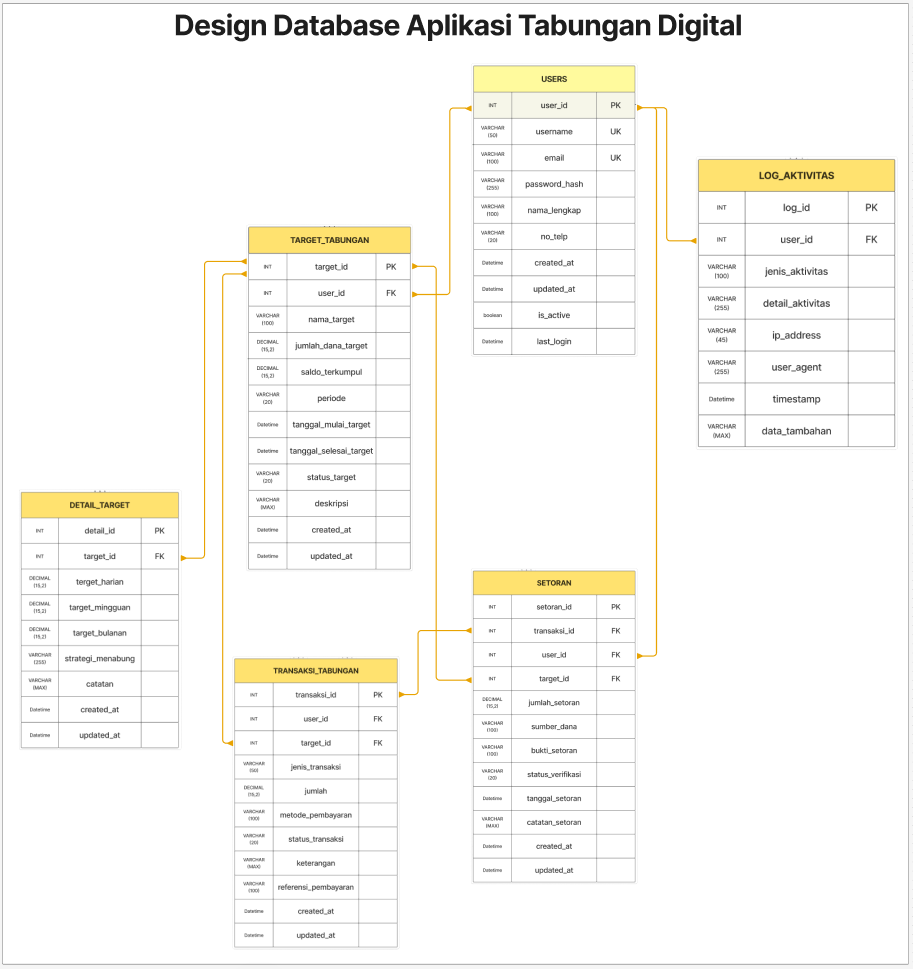 Design Database Aplikasi Tabungan Digital
USERS
INT user_id PK
VARCHAR (50) username UK
VARCHAR (100) email UK
VARCHAR (255) password_hash
VARCHAR (100) nama_lengkap
VARCHAR (20) no_telp
Datetime created_at
Datetime updated_at
boolean is_active
Datetime last_login
LOG_AKTIVITAS
INT log_id PK
INT user_id FK
VARCHAR (100) jenis_aktivitas
VARCHAR (255) detail_aktivitas
VARCHAR (45) ip_address
VARCHAR (255) user_agent
Datetime timestamp
VARCHAR (MAX) data_tambahan
TARGET_TABUNGAN
INT target_id PK
INT user_id FK
VARCHAR (100) nama_target
DECIMAL (15,2) jumlah_dana_target
DECIMAL (15,2) saldo_terkumpul
VARCHAR (20) periode
Datetime tanggal_mulai_target
Datetime tanggal_selesai_target
VARCHAR (20) status_target
VARCHAR (MAX) deskripsi
Datetime created_at
Datetime updated_at
DETAIL_TARGET
INT detail_id PK
INT target_id FK
DECIMAL (15,2) terget_harian
DECIMAL (15,2) target_mingguan
DECIMAL (15,2) target_bulanan
VARCHAR (255) strategi_menabung
VARCHAR (MAX) catatan
Datetime created_at
Datetime updated_at
SETORAN
INT setoran_id PK
INT transaksi_id FK
INT user_id FK
INT target_id FK
DECIMAL (15,2) jumlah_setoran
VARCHAR (100) sumber_dana
VARCHAR (100) bukti_setoran
VARCHAR (20) status_verifikasi
Datetime tanggal_setoran
VARCHAR (MAX) catatan_setoran
Datetime created_at
Datetime updated_at
TRANSAKSI_TABUNGAN
INT transaksi_id PK
INT user_id FK
INT target_id FK
VARCHAR (50) jenis_transaksi
DECIMAL (15,2) jumlah
VARCHAR (100) metode_pembayaran
VARCHAR (20) status_transaksi
VARCHAR (MAX) keterangan
VARCHAR (100) referensi_pembayaran
Datetime created_at
Datetime updated_at